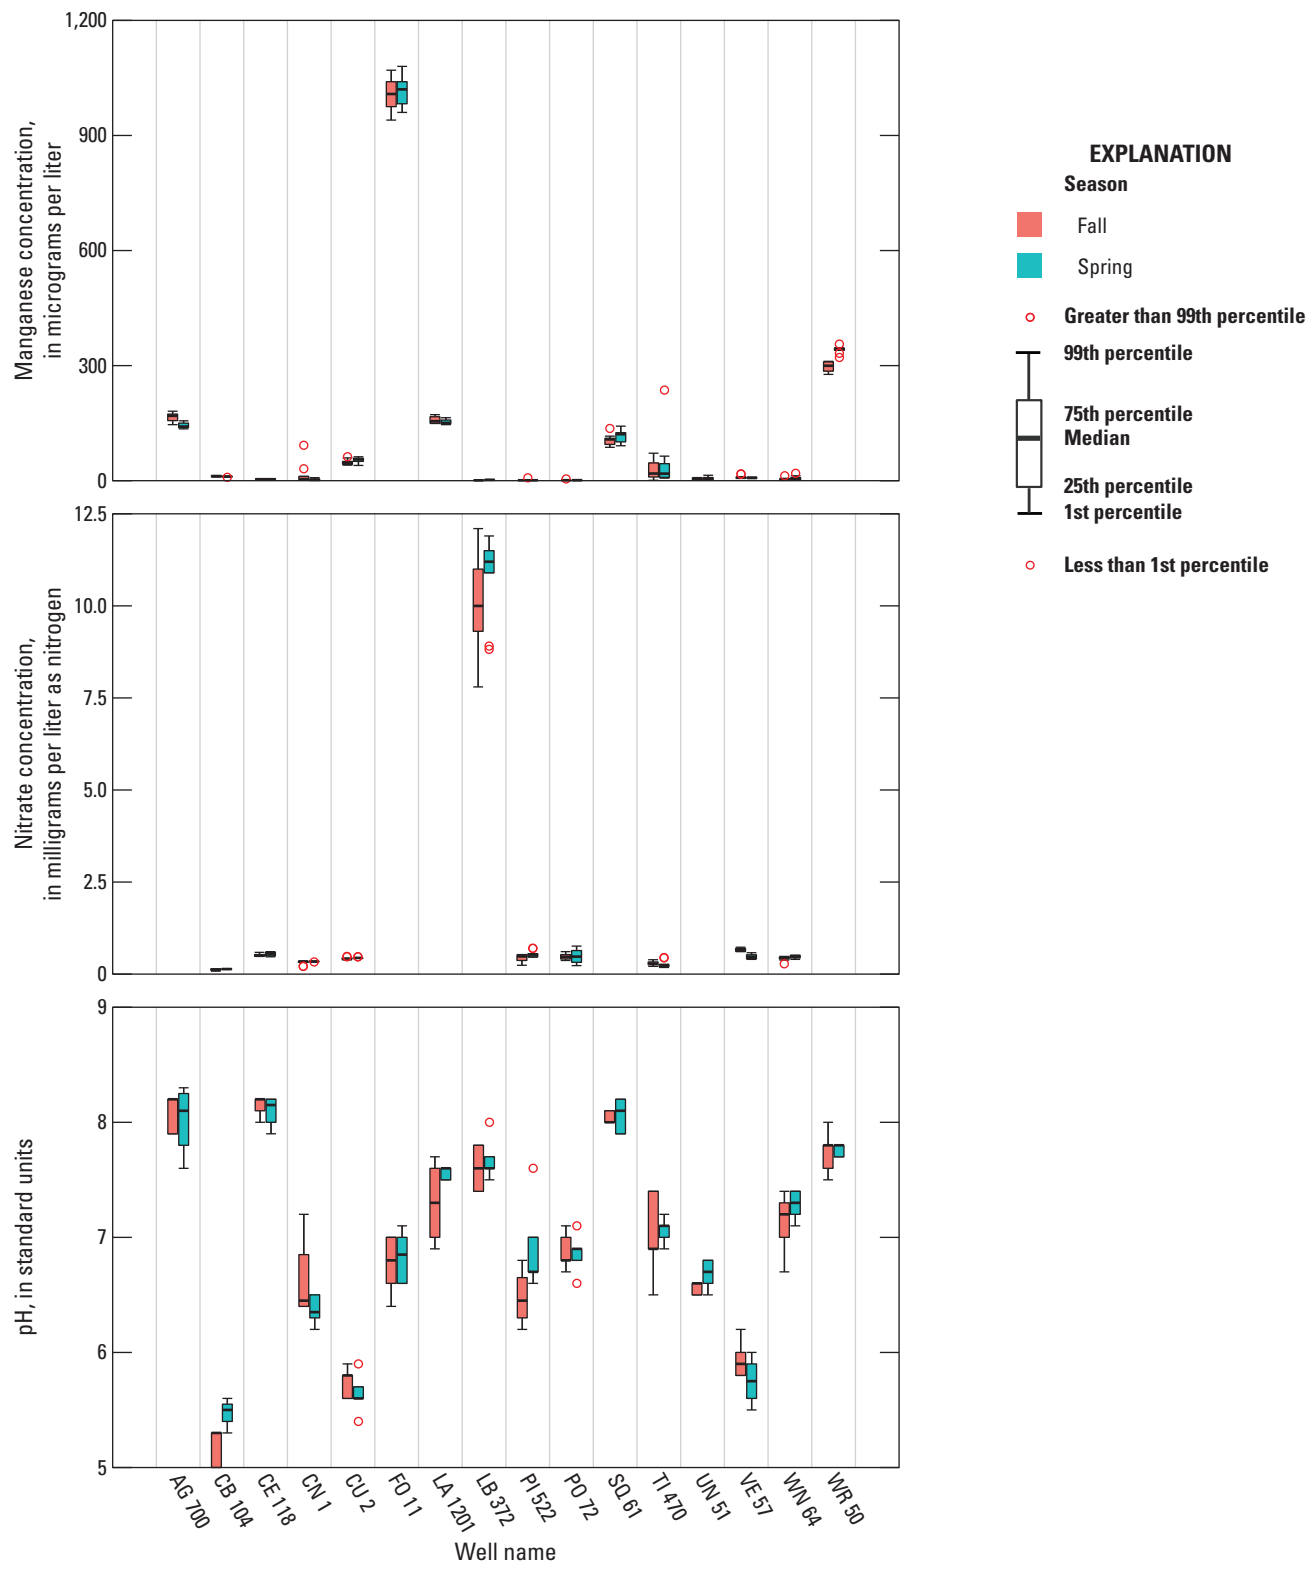 1,200
900
600
300
0
Manganese concentration,
in micrograms per liter
12.5
10.0
7.5
5.0
2.5
0
Nitrate concentration,
in milligrams per liter as nitrogen
9
8
7
6
5
pH, in standard units
AG 700
CB 104
CE 118
CN 1
CU 2
FO 11
LA 1201
LB 372
PI 522
PO 72
SQ 61
TI 470
UN 51
VE 57
WN 64
WR 50
Well name
EXPLANATION
Season
Fall
Spring
Greater than 99th percentile
99th percentile
75th percentile
Median
25th percentile
1st percentile
Less than 1st percentile